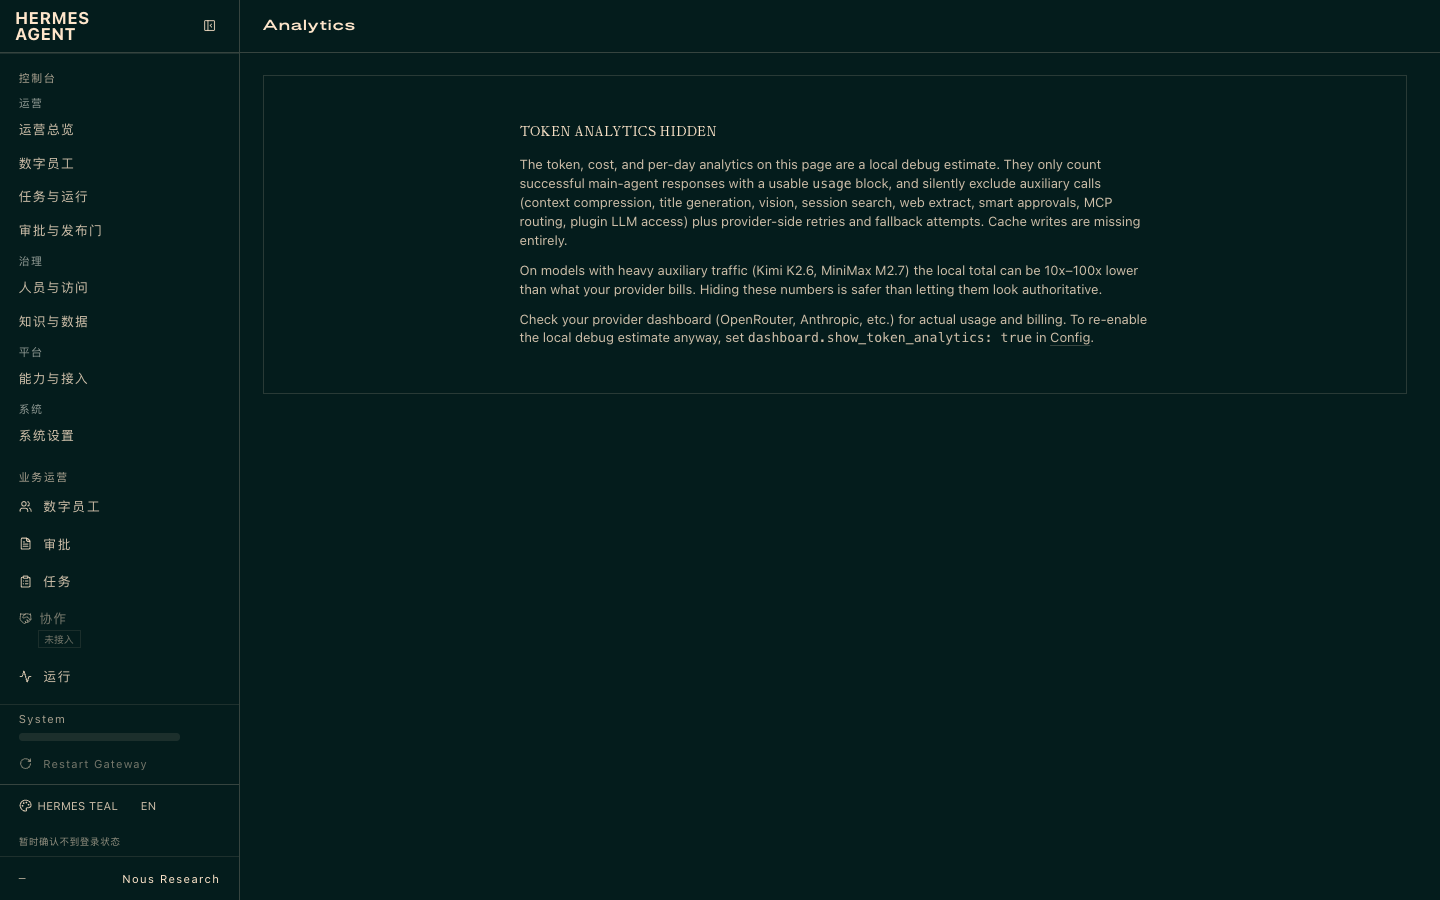 HERMES
AGENT
Analytics
控制台
运营
运营总览
数字员工
任务与运行
审批与发布门
治理
人员与访问
知识与数据
平台
能力与接入
系统
系统设置
业务运营
数字员工
审批
任务
协作
未接入
运行
System
Restart Gateway
HERMES TEAL EN
暂时确认不到登录状态
– Nous Research
TOKEN ANALYTICS HIDDEN
The token, cost, and per-day analytics on this page are a local debug estimate. They only count
successful main-agent responses with a usable usage block, and silently exclude auxiliary calls
(context compression, title generation, vision, session search, web extract, smart approvals, MCP
routing, plugin LLM access) plus provider-side retries and fallback attempts. Cache writes are missing
entirely.
On models with heavy auxiliary traffic (Kimi K2.6, MiniMax M2.7) the local total can be 10x–100x lower
than what your provider bills. Hiding these numbers is safer than letting them look authoritative.
Check your provider dashboard (OpenRouter, Anthropic, etc.) for actual usage and billing. To re-enable
the local debug estimate anyway, set dashboard.show_token_analytics: true in Config.